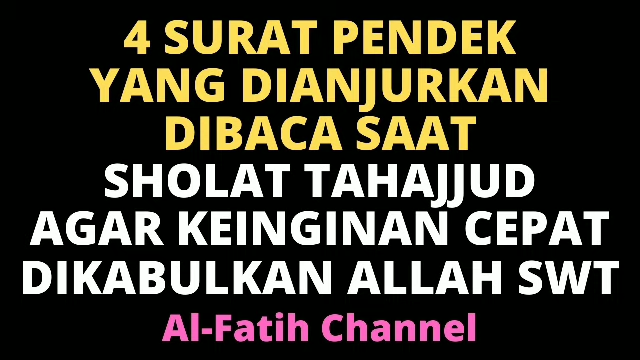 4 SURAT PENDEK
YANG DIANJURKAN
DIBACA SAAT
SHOLAT TAHAJJUD
AGAR KEINGINAN CEPAT
DIKABULKAN ALLAH SWT
Al-Fatih Channel